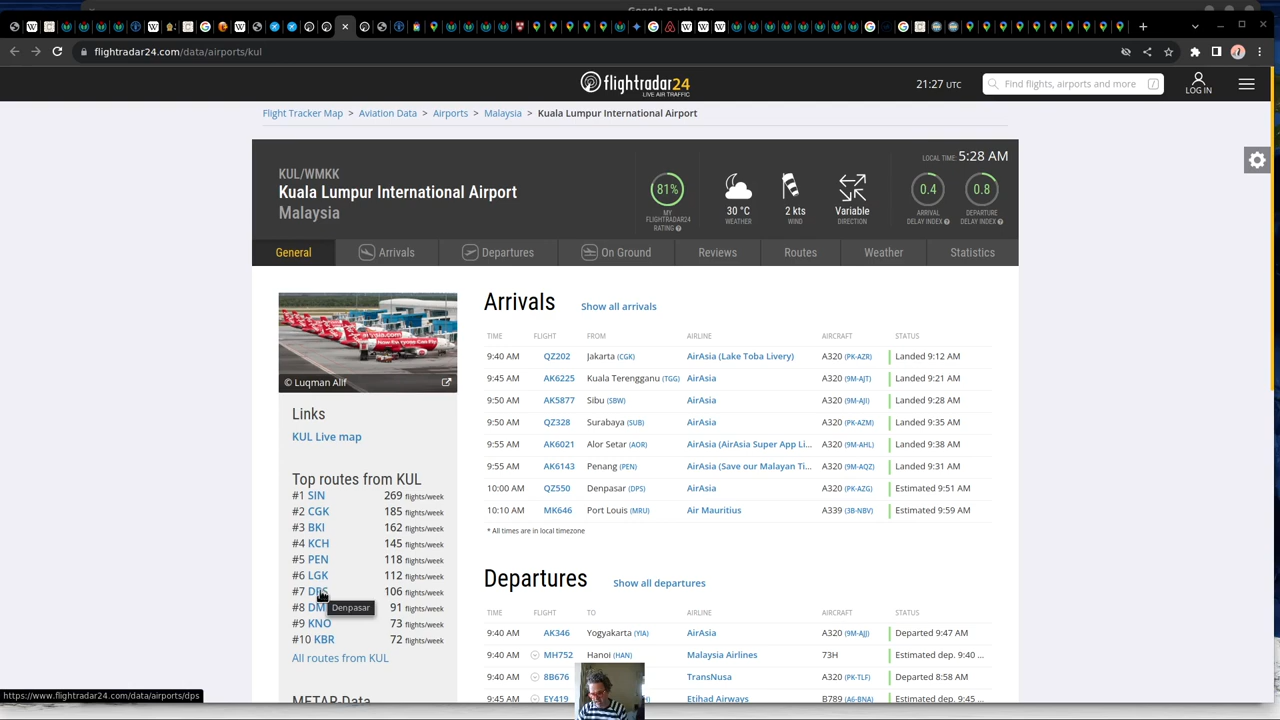 Google Earth Pro
flightradar24.com/data/airports/kul
flightradar24
LIVE AIR TRAFFIC
21:27 UTC
Find flights, airports and more
/
LOG IN
Flight Tracker Map > Aviation Data > Airports > Malaysia > Kuala Lumpur International Airport
LOCAL TIME: 5:28 AM
KUL/WMKK
Kuala Lumpur International Airport
Malaysia
81%
MY FLIGHTRADAR24 RATING
30 °C
WEATHER
2 kts
WIND
Variable
DIRECTION
0.4
ARRIVAL DELAY INDEX
0.8
DEPARTURE DELAY INDEX
General Arrivals Departures On Ground Reviews Routes Weather Statistics
© Luqman Alif
Links
KUL Live map
Top routes from KUL
#1 SIN 269 flights/week
#2 CGK 185 flights/week
#3 BKI 162 flights/week
#4 KCH 145 flights/week
#5 PEN 118 flights/week
#6 LGK 112 flights/week
#7 DPS 106 flights/week
#8 DM 91 flights/week
Denpasar
#9 KNO 73 flights/week
#10 KBR 72 flights/week
All routes from KUL
METAR Data
Arrivals Show all arrivals
TIME FLIGHT FROM AIRLINE AIRCRAFT STATUS
9:40 AM QZ202 Jakarta (CGK) AirAsia (Lake Toba Livery) A320 (PK-AZR) Landed 9:12 AM
9:45 AM AK6225 Kuala Terengganu (TGG) AirAsia A320 (9M-AJT) Landed 9:21 AM
9:50 AM AK5877 Sibu (SBW) AirAsia A320 (9M-AJI) Landed 9:28 AM
9:50 AM QZ328 Surabaya (SUB) AirAsia A320 (PK-AZM) Landed 9:35 AM
9:55 AM AK6021 Alor Setar (AOR) AirAsia (AirAsia Super App Li... A320 (9M-AHL) Landed 9:38 AM
9:55 AM AK6143 Penang (PEN) AirAsia (Save our Malayan Ti... A320 (9M-AQZ) Landed 9:31 AM
10:00 AM QZ550 Denpasar (DPS) AirAsia A320 (PK-AZG) Estimated 9:51 AM
10:10 AM MK646 Port Louis (MRU) Air Mauritius A339 (3B-NBV) Estimated 9:59 AM
* All times are in local timezone
Departures Show all departures
TIME FLIGHT TO AIRLINE AIRCRAFT STATUS
9:40 AM AK346 Yogyakarta (YIA) AirAsia A320 (9M-AJJ) Departed 9:47 AM
9:40 AM MH752 Hanoi (HAN) Malaysia Airlines 73H Estimated dep. 9:40 ...
9:40 AM 8B676 TransNusa A320 (PK-TLF) Departed 8:58 AM
9:45 AM EY419 Etihad Airways B789 (A6-BNA) Estimated dep. 9:45 ...
https://www.flightradar24.com/data/airports/dps